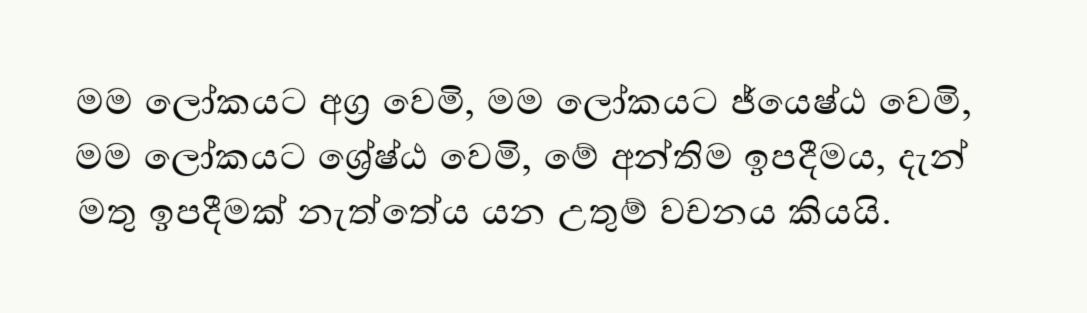 මම ලෝකයට අග්‍ර වෙමි, මම ලෝකයට ජ්යෙෂ්ඨ වෙමි,
මම ලෝකයට ශ්‍රේෂ්ඨ වෙමි, මේ අන්තිම ඉපදීමය, දැන්
මතු ඉපදීමක් නැත්තේය යන උතුම් වචනය කියයි.